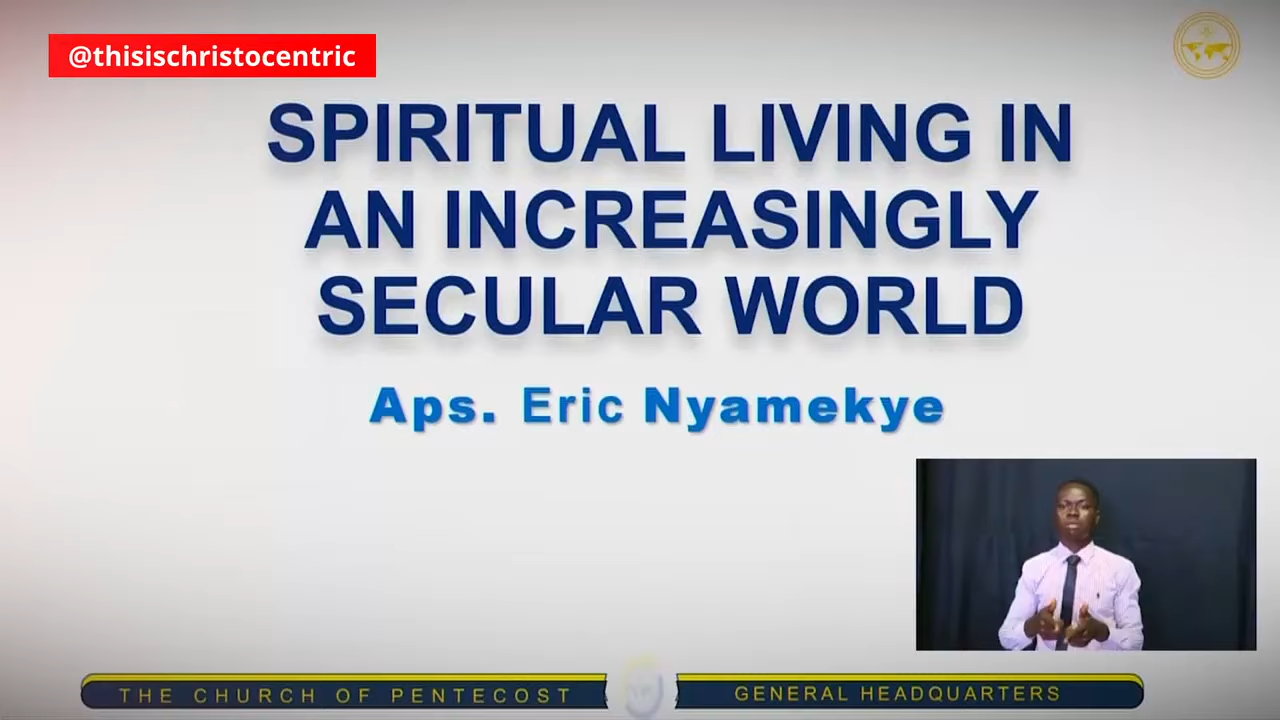 @thisischristocentric
SPIRITUAL LIVING IN
AN INCREASINGLY
SECULAR WORLD
Aps. Eric Nyamekye
THE CHURCH OF PENTECOST
GENERAL HEADQUARTERS